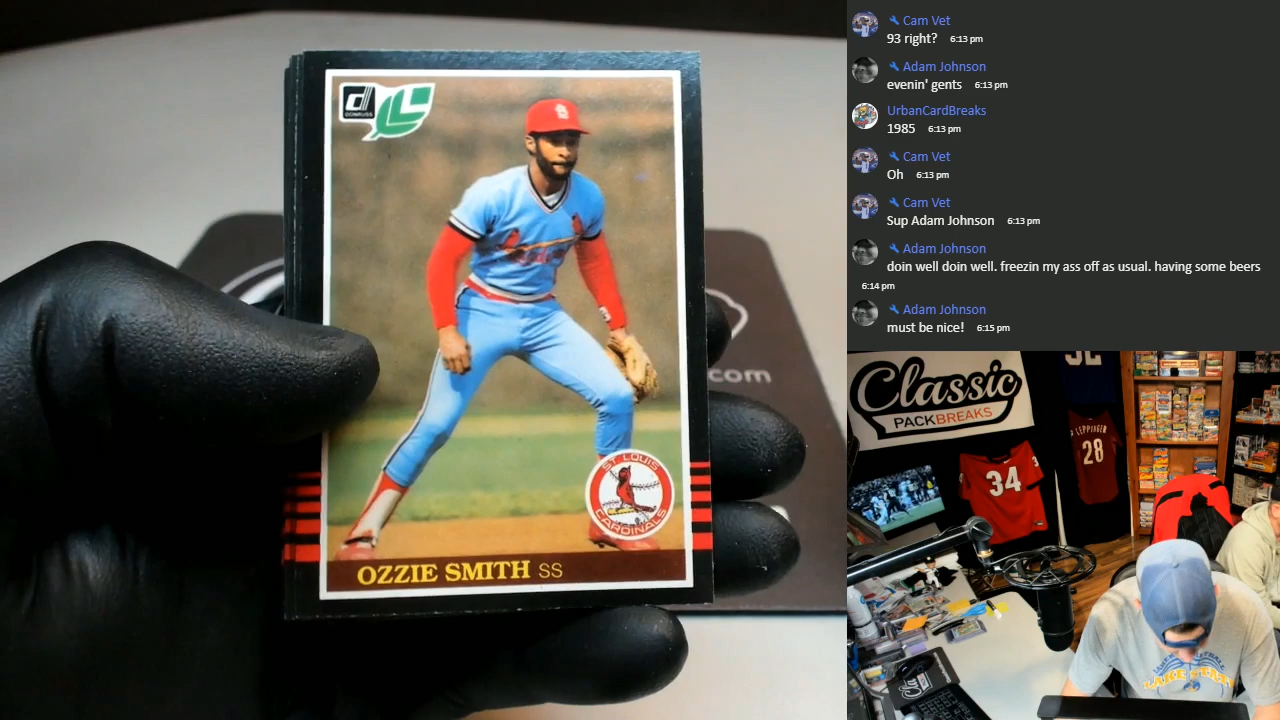 DONRUSS
ST. LOUIS
CARDINALS
OZZIE SMITH SS
.com
Cam Vet
93 right? 6:13 pm
Adam Johnson
evenin' gents 6:13 pm
UrbanCardBreaks
1985 6:13 pm
Cam Vet
Oh 6:13 pm
Cam Vet
Sup Adam Johnson 6:13 pm
Adam Johnson
doin well doin well. freezin my ass off as usual. having some beers
6:14 pm
Adam Johnson
must be nice! 6:15 pm
Classic
PACKBREAKS
34
LEPPINGER
28
LAKE STATE